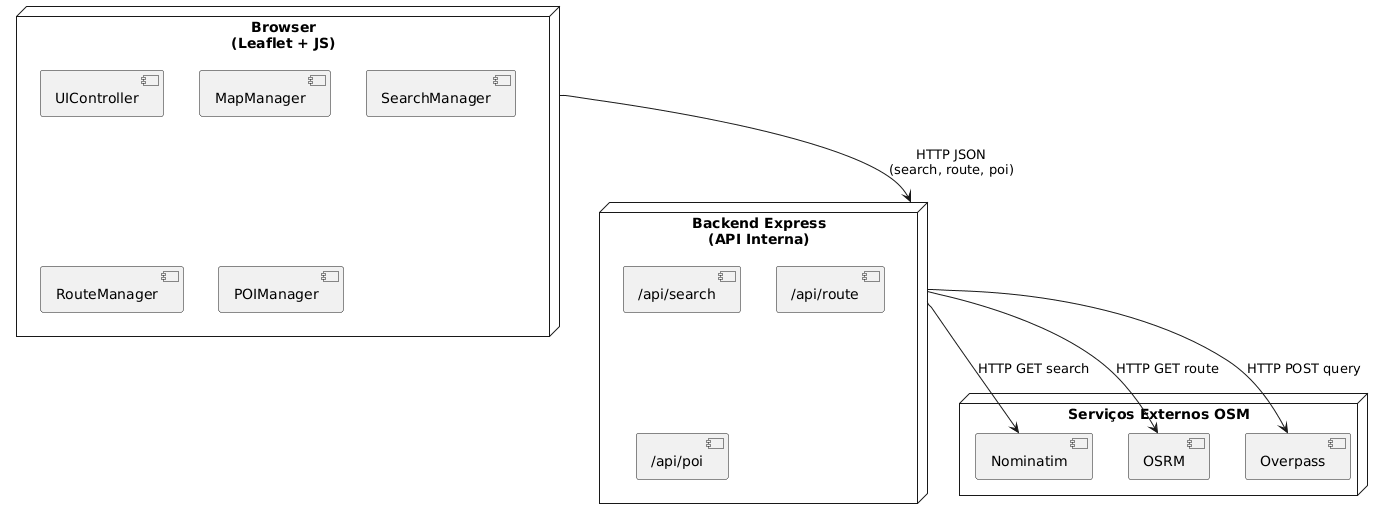 Browser
(Leaflet + JS)
UIController
MapManager
SearchManager
RouteManager
POIManager
HTTP JSON
(search, route, poi)
Backend Express
(API Interna)
/api/search
/api/route
/api/poi
HTTP GET search
HTTP GET route
HTTP POST query
Serviços Externos OSM
Nominatim
OSRM
Overpass